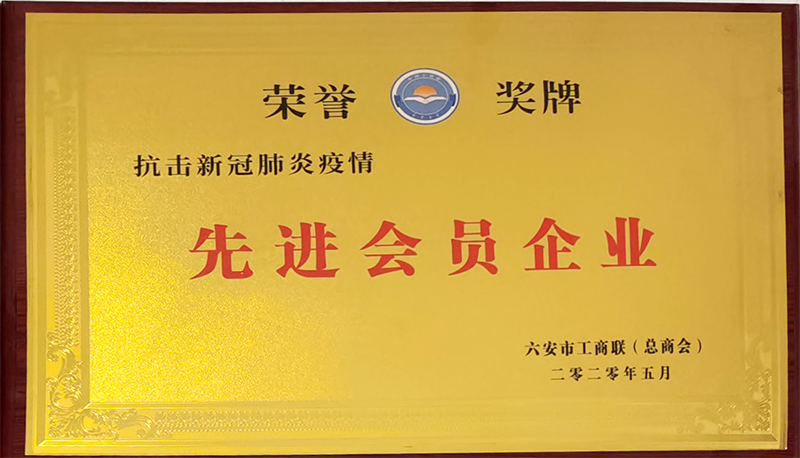 荣誉 奖牌
抗击新冠肺炎疫情
先进会员企业
六安市工商联（总商会）
二零二零年五月